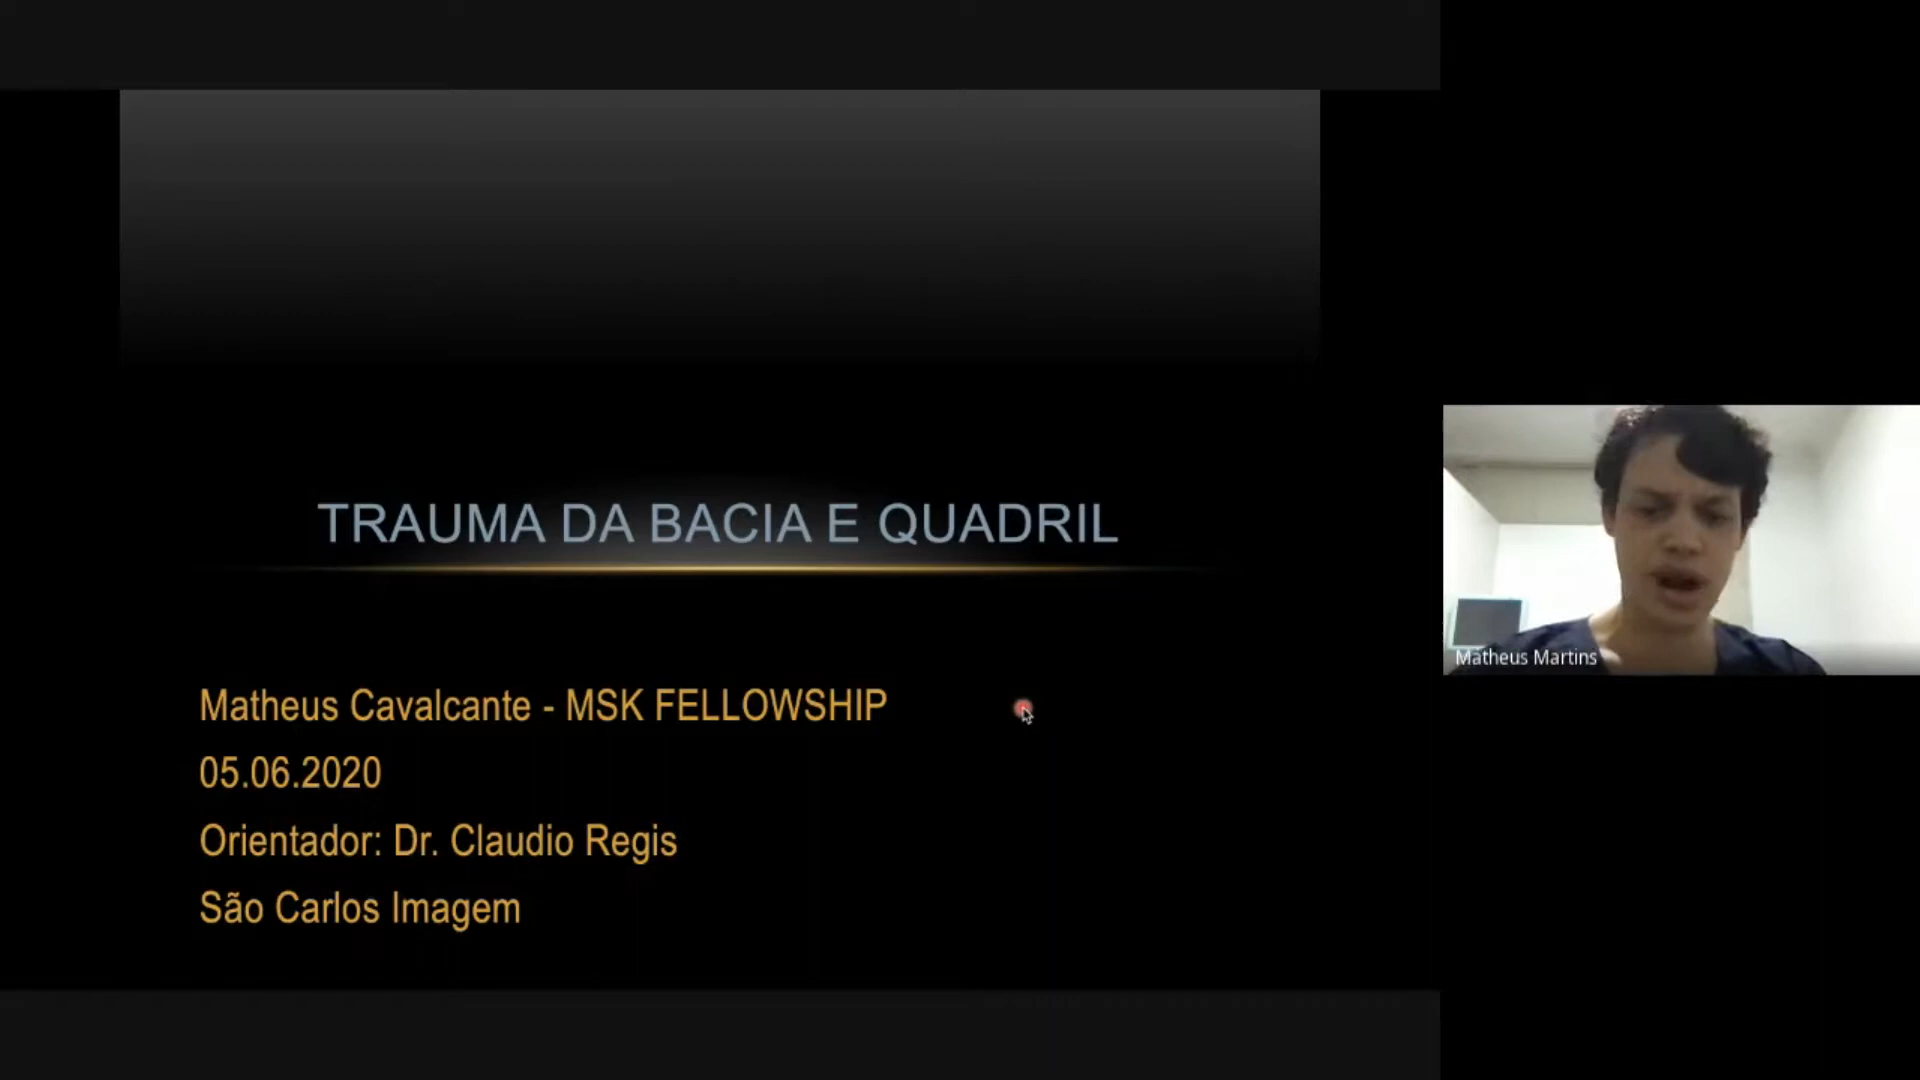 TRAUMA DA BACIA E QUADRIL
Matheus Cavalcante - MSK FELLOWSHIP
05.06.2020
Orientador: Dr. Claudio Regis
São Carlos Imagem
Matheus Martins